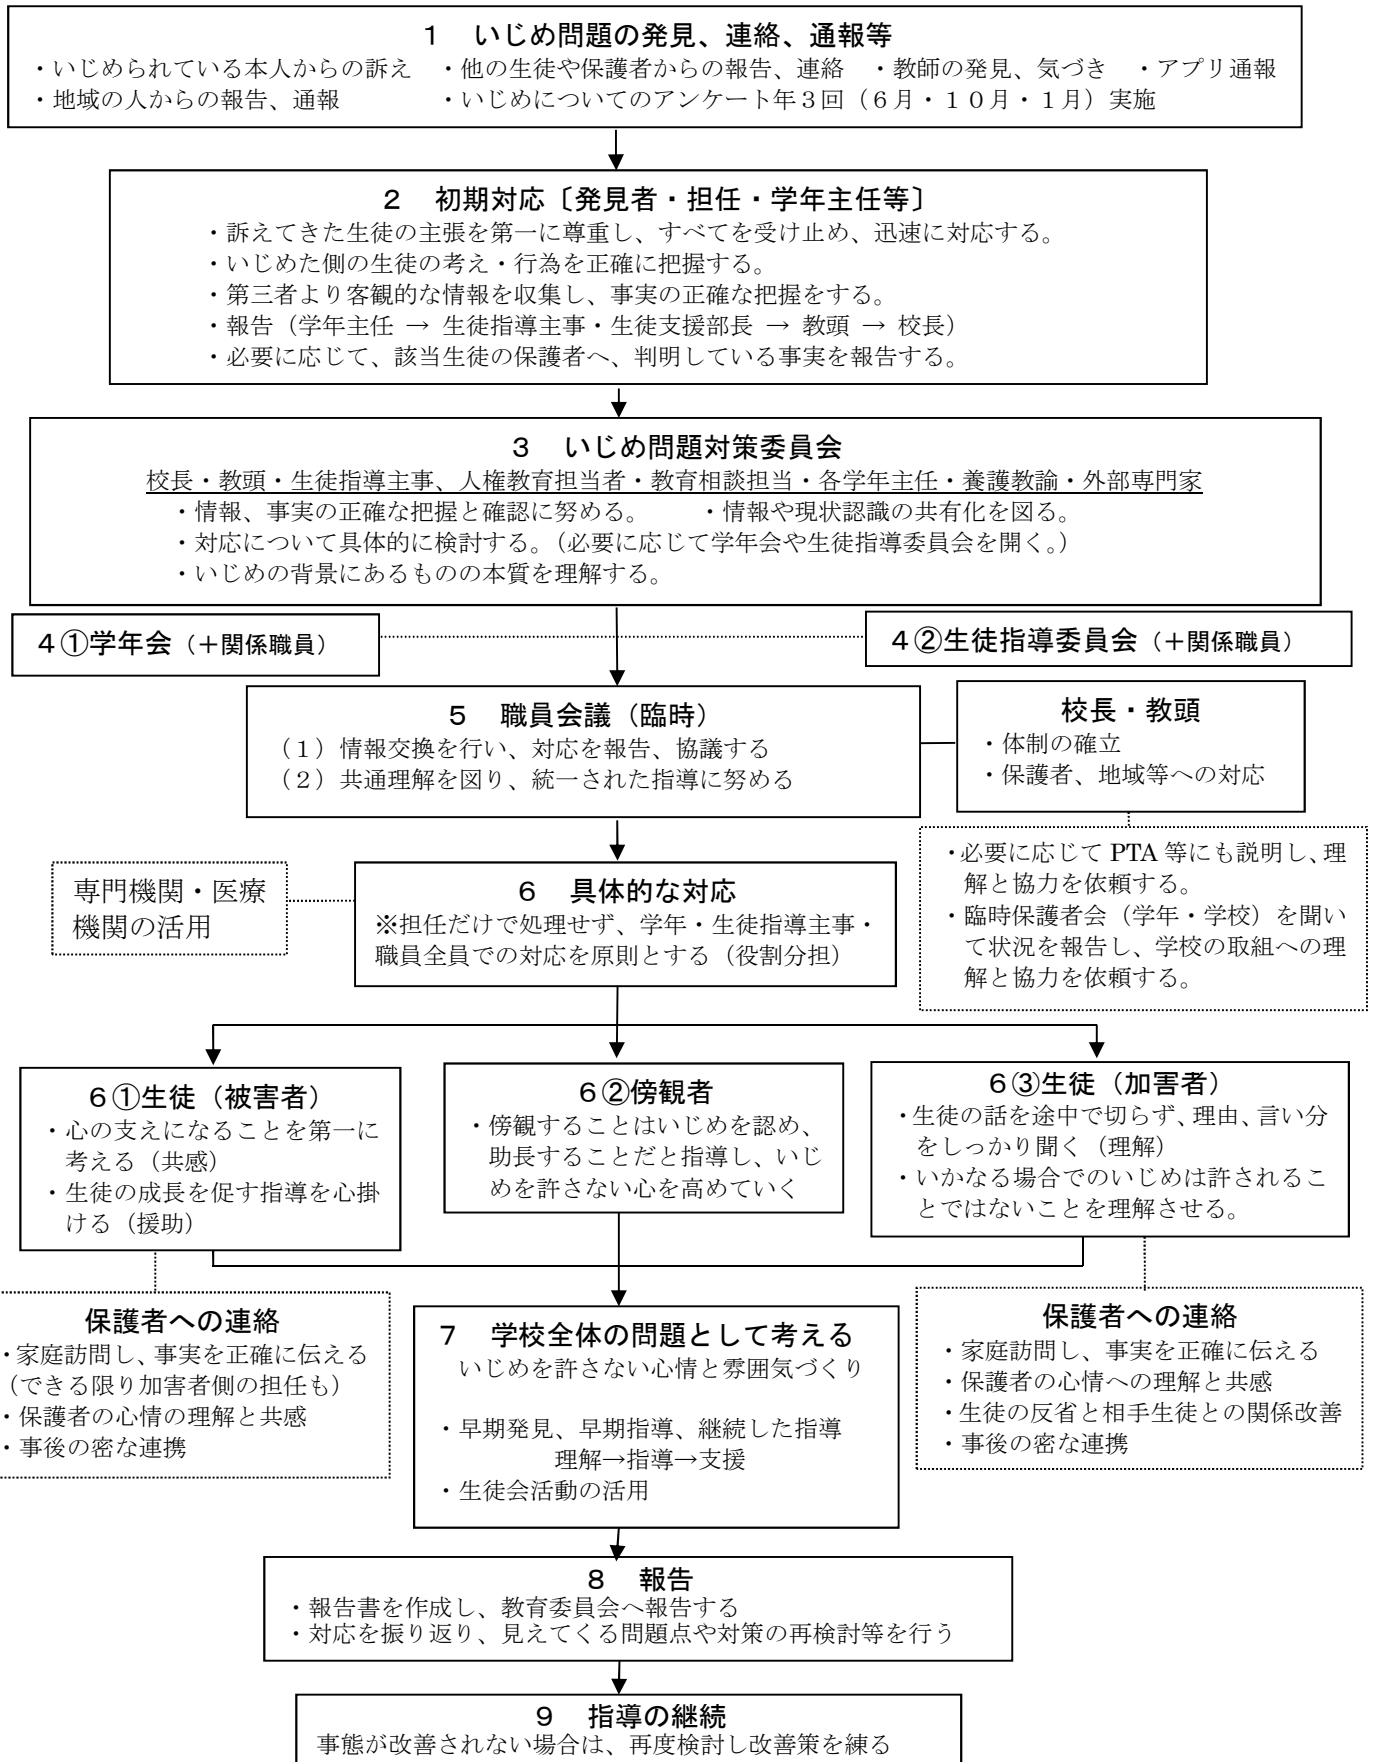 １　いじめ問題の発見、連絡、通報等
・いじめられている本人からの訴え　・他の生徒や保護者からの報告、連絡　・教師の発見、気づき　・アプリ通報
・地域の人からの報告、通報　・いじめについてのアンケート年３回（６月・１０月・１月）実施
２　初期対応〔発見者・担任・学年主任等〕
・訴えてきた生徒の主張を第一に尊重し、すべてを受け止め、迅速に対応する。
・いじめた側の生徒の考え・行為を正確に把握する。
・第三者より客観的な情報を収集し、事実の正確な把握をする。
・報告（学年主任 → 生徒指導主事・生徒支援部長 → 教頭 → 校長）
・必要に応じて、該当生徒の保護者へ、判明している事実を報告する。
３　いじめ問題対策委員会
校長・教頭・生徒指導主事、人権教育担当者・教育相談担当・各学年主任・養護教諭・外部専門家
・情報、事実の正確な把握と確認に努める。　・情報や現状認識の共有化を図る。
・対応について具体的に検討する。（必要に応じて学年会や生徒指導委員会を開く。）
・いじめの背景にあるものの本質を理解する。
４①学年会（＋関係職員）
４②生徒指導委員会（＋関係職員）
５　職員会議（臨時）
（１）情報交換を行い、対応を報告、協議する
（２）共通理解を図り、統一された指導に努める
校長・教頭
・体制の確立
・保護者、地域等への対応
・必要に応じて PTA 等にも説明し、理
解と協力を依頼する。
・臨時保護者会（学年・学校）を聞い
て状況を報告し、学校の取組への理
解と協力を依頼する。
専門機関・医療
機関の活用
６　具体的な対応
※担任だけで処理せず、学年・生徒指導主事・
職員全員での対応を原則とする（役割分担）
６①生徒（被害者）
・心の支えになることを第一に
考える（共感）
・生徒の成長を促す指導を心掛
ける（援助）
６②傍観者
・傍観することはいじめを認め、
助長することだと指導し、いじ
めを許さない心を高めていく
６③生徒（加害者）
・生徒の話を途中で切らず、理由、言い分
をしっかり聞く（理解）
・いかなる場合でのいじめは許されるこ
とではないことを理解させる。
保護者への連絡
・家庭訪問し、事実を正確に伝える
（できる限り加害者側の担任も）
・保護者の心情の理解と共感
・事後の密な連携
７　学校全体の問題として考える
いじめを許さない心情と雰囲気づくり
・早期発見、早期指導、継続した指導
理解→指導→支援
・生徒会活動の活用
保護者への連絡
・家庭訪問し、事実を正確に伝える
・保護者の心情への理解と共感
・生徒の反省と相手生徒との関係改善
・事後の密な連携
８　報告
・報告書を作成し、教育委員会へ報告する
・対応を振り返り、見えてくる問題点や対策の再検討等を行う
９　指導の継続
事態が改善されない場合は、再度検討し改善策を練る